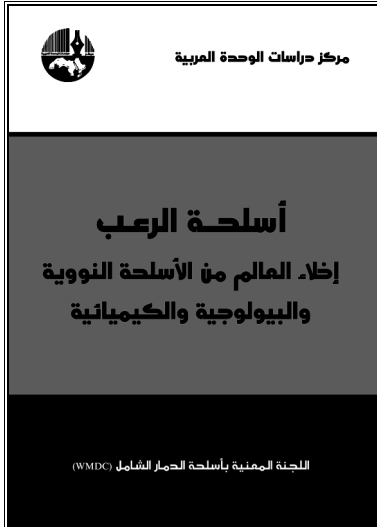 مركز دراسات الوحدة العربية
أسلحة الرعب
إخلاء العالم من الأسلحة النووية
والبيولوجية والكيميائية
اللجنة المعنية بأسلحة الدمار الشامل (WMDC)